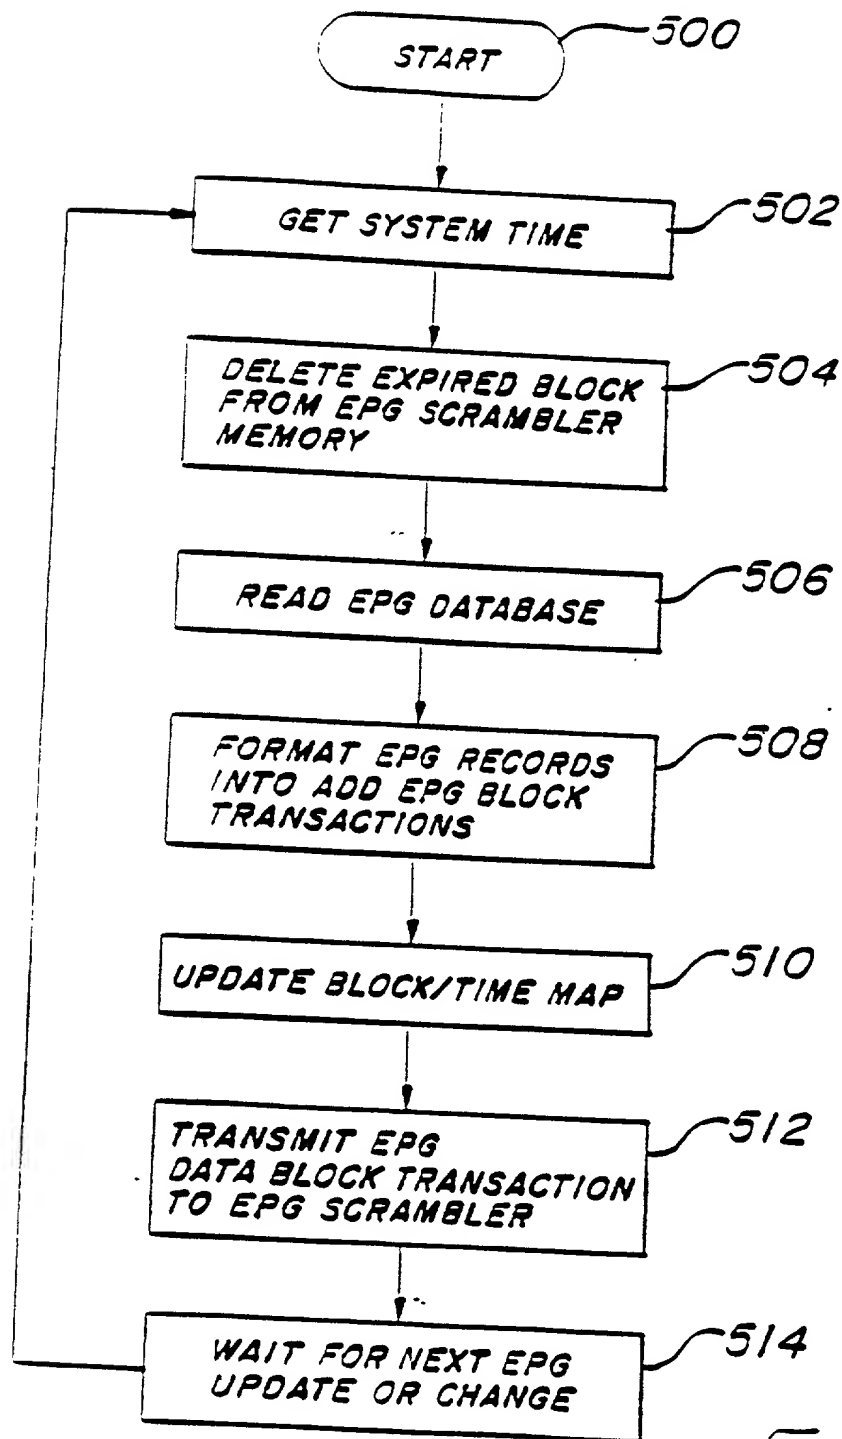 START
500
GET SYSTEM TIME
502
DELETE EXPIRED BLOCK
FROM EPG SCRAMBLER
MEMORY
504
READ EPG DATABASE
506
FORMAT EPG RECORDS
INTO ADD EPG BLOCK
TRANSACTIONS
508
UPDATE BLOCK/TIME MAP
510
TRANSMIT EPG
DATA BLOCK TRANSACTION
TO EPG SCRAMBLER
512
WAIT FOR NEXT EPG
UPDATE OR CHANGE
514